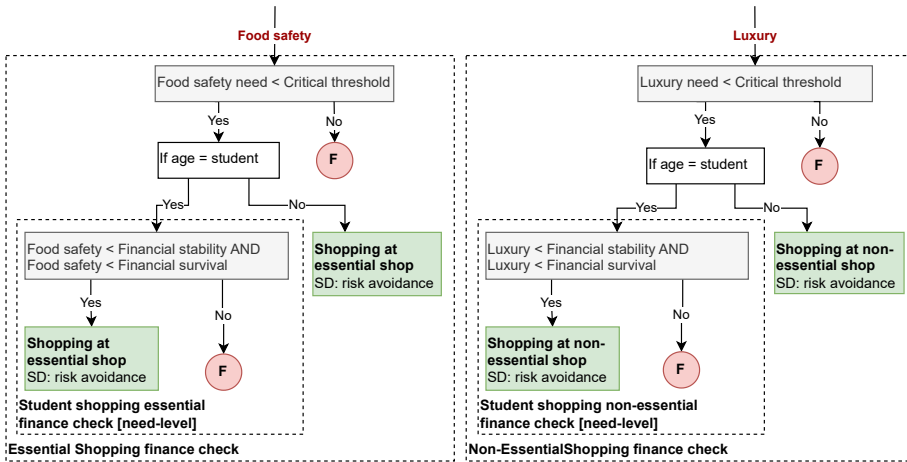 Food safety
Food safety need < Critical threshold
Yes
No
If age = student
F
Yes
No
Food safety < Financial stability AND
Food safety < Financial survival
Shopping at
essential shop
SD: risk avoidance
Yes
No
Shopping at
essential shop
SD: risk avoidance
F
Student shopping essential
finance check [need-level]
Essential Shopping finance check
Luxury
Luxury need < Critical threshold
Yes
No
If age = student
F
Yes
No
Luxury < Financial stability AND
Luxury < Financial survival
Shopping at non-
essential shop
SD: risk avoidance
Yes
No
Shopping at non-
essential shop
SD: risk avoidance
F
Student shopping non-essential
finance check [need-level]
Non-EssentialShopping finance check